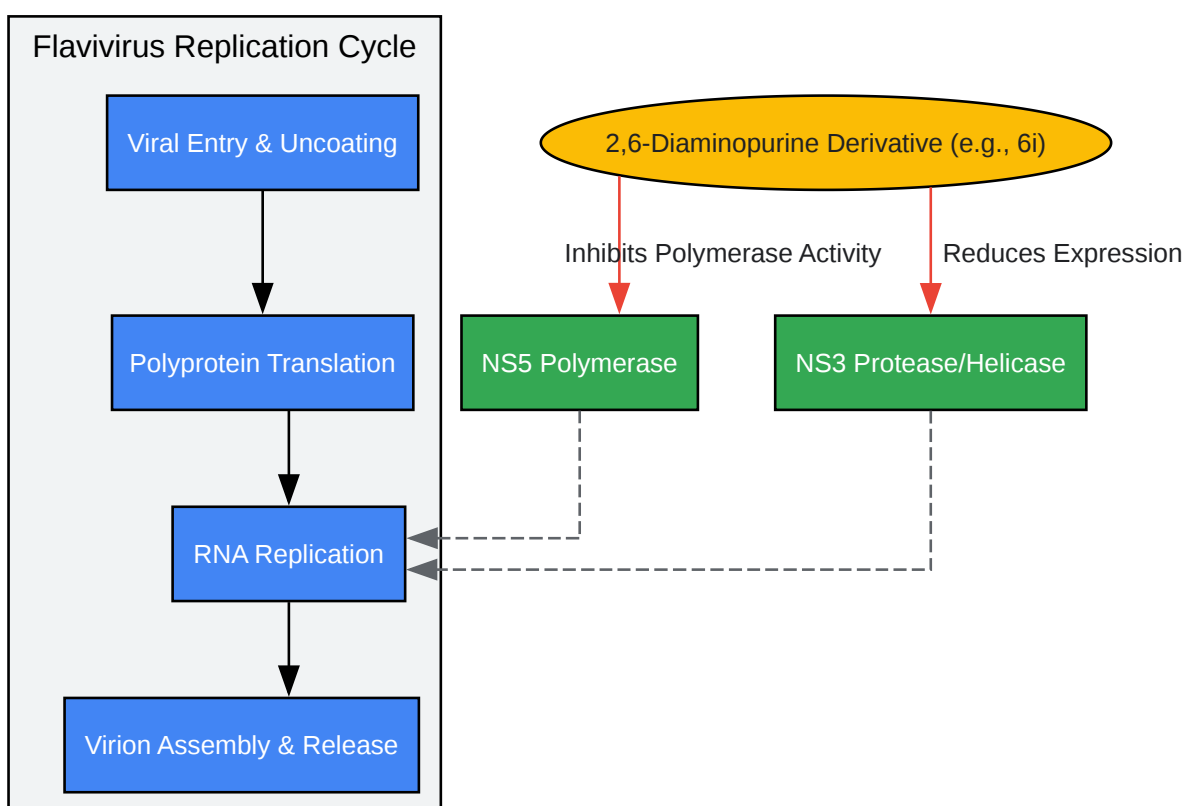 Flavivirus Replication Cycle
Viral Entry & Uncoating
2,6-Diaminopurine Derivative (e.g., 6i)
Inhibits Polymerase Activity
Reduces Expression
Polyprotein Translation
NS5 Polymerase
NS3 Protease/Helicase
RNA Replication
Virion Assembly & Release